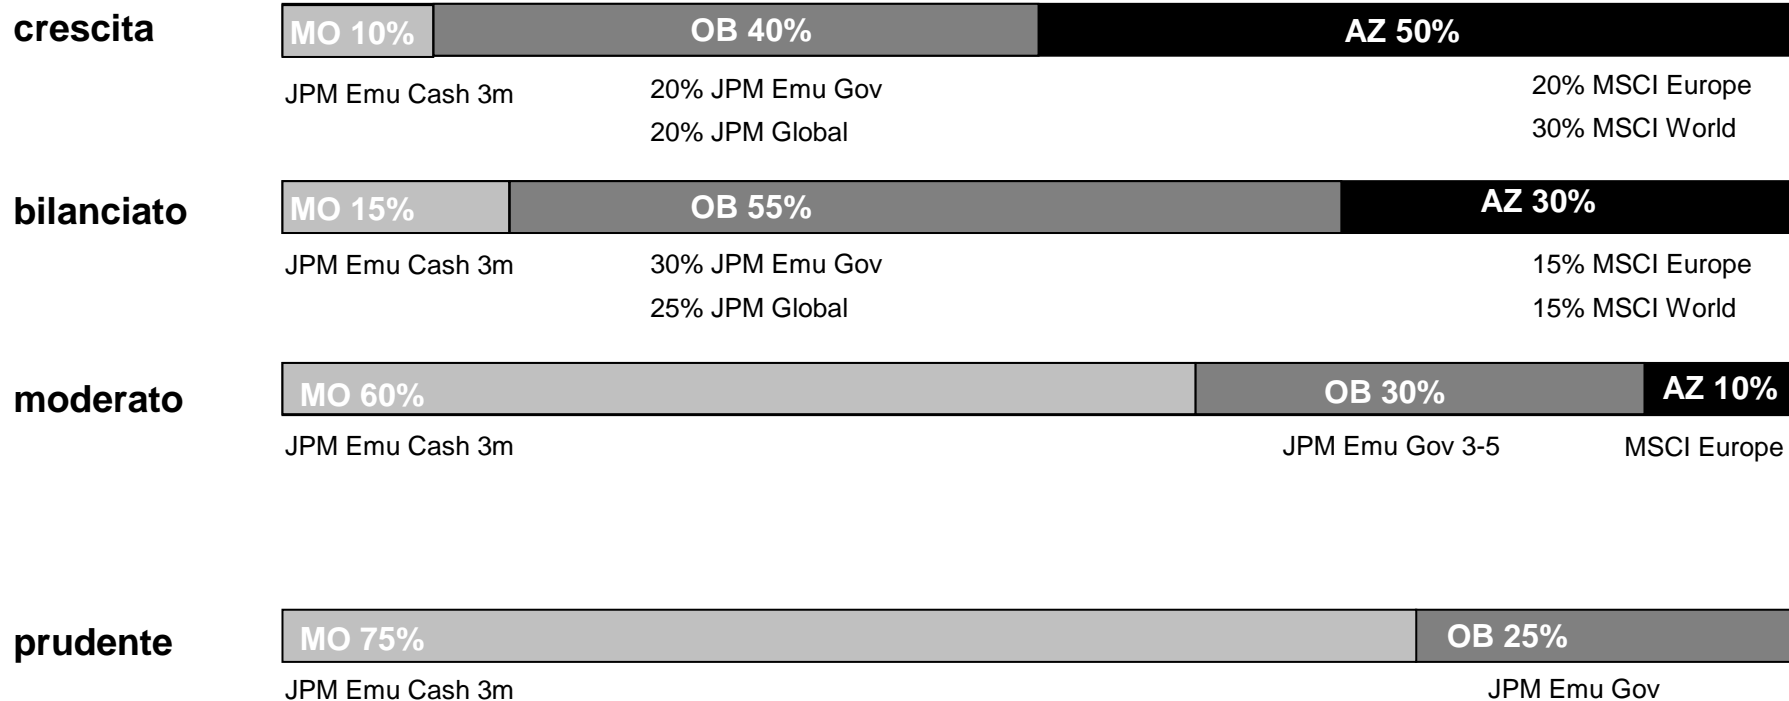 crescita
MO 10% OB 40% AZ 50%
JPM Emu Cash 3m 20% JPM Emu Gov 20% MSCI Europe
20% JPM Global 30% MSCI World
bilanciato
MO 15% OB 55% AZ 30%
JPM Emu Cash 3m 30% JPM Emu Gov 15% MSCI Europe
25% JPM Global 15% MSCI World
moderato
MO 60% OB 30% AZ 10%
JPM Emu Cash 3m JPM Emu Gov 3-5 MSCI Europe
prudente
MO 75% OB 25%
JPM Emu Cash 3m JPM Emu Gov